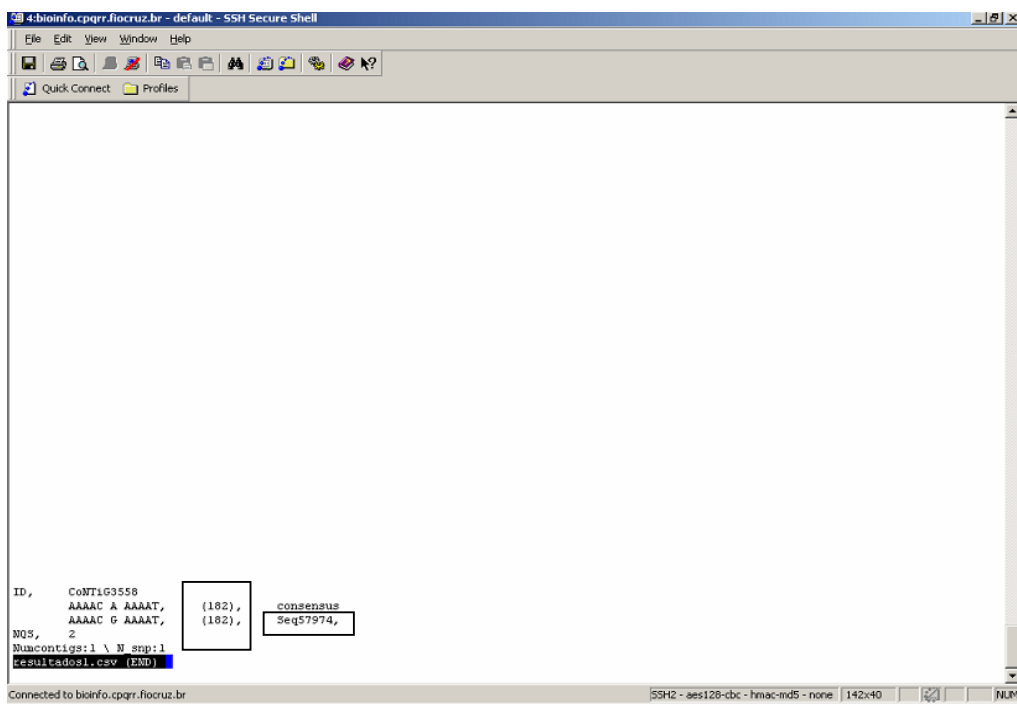 4:bioinfo.cpqrr.fiocruz.br - default - SSH Secure Shell
File Edit View Window Help
Quick Connect Profiles
ID, CoNTiG3558
AAAAC A AAAAT, (182), consensus
AAAAC G AAAAT, (182), Seq57974,
NQS, 2
Numcontigs:1 \ N_snp:1
resultados1.csv (END)
Connected to bioinfo.cpqrr.fiocruz.br SSH2 - aes128-cbc - hmac-md5 - none 142x40 NUM